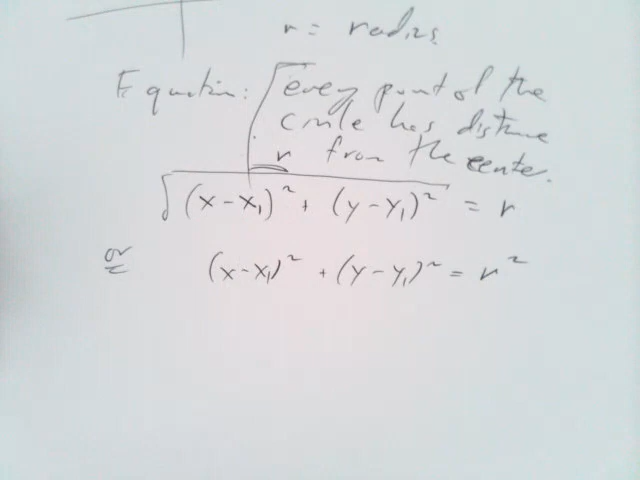 r = radius
Equation: every point of the
circle has distance
r from the center.
√(x-x₁)² + (y-y₁)² = r
or
(x-x₁)² + (y-y₁)² = r²